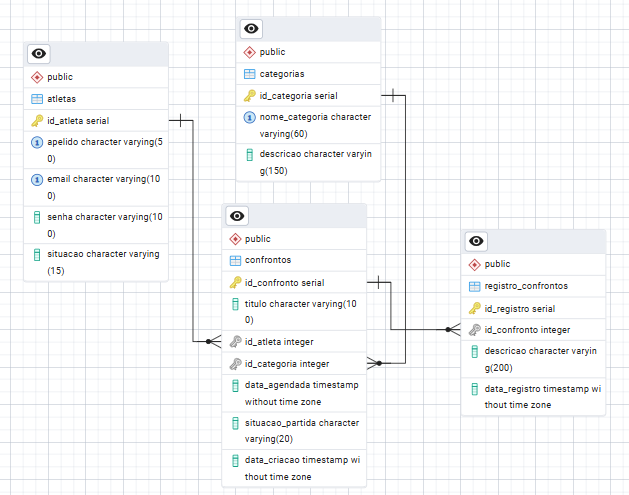 public
atletas
id_atleta serial
apelido character varying(5
0)
email character varying(10
0)
senha character varying(10
0)
situacao character varying
(15)
public
categorias
id_categoria serial
nome_categoria character
varying(60)
descricao character varyin
g(150)
public
confrontos
id_confronto serial
titulo character varying(10
0)
id_atleta integer
id_categoria integer
data_agendada timestamp
without time zone
situacao_partida character
varying(20)
data_criacao timestamp wi
thout time zone
public
registro_confrontos
id_registro serial
id_confronto integer
descricao character varyin
g(200)
data_registro timestamp wi
thout time zone